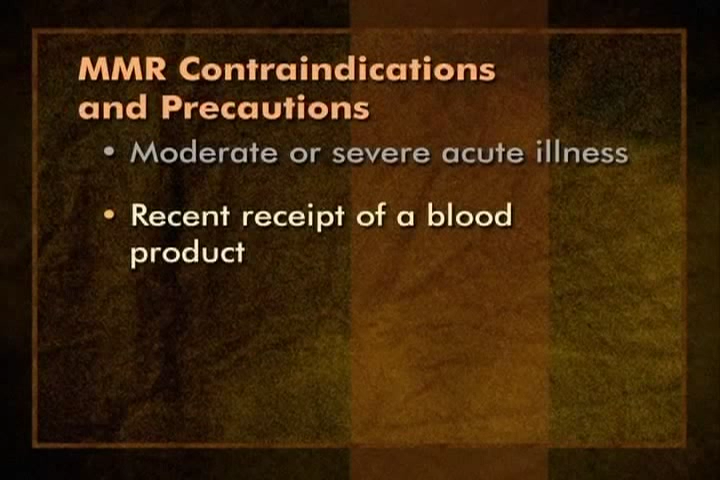 MMR Contraindications
and Precautions
• Moderate or severe acute illness
• Recent receipt of a blood
product